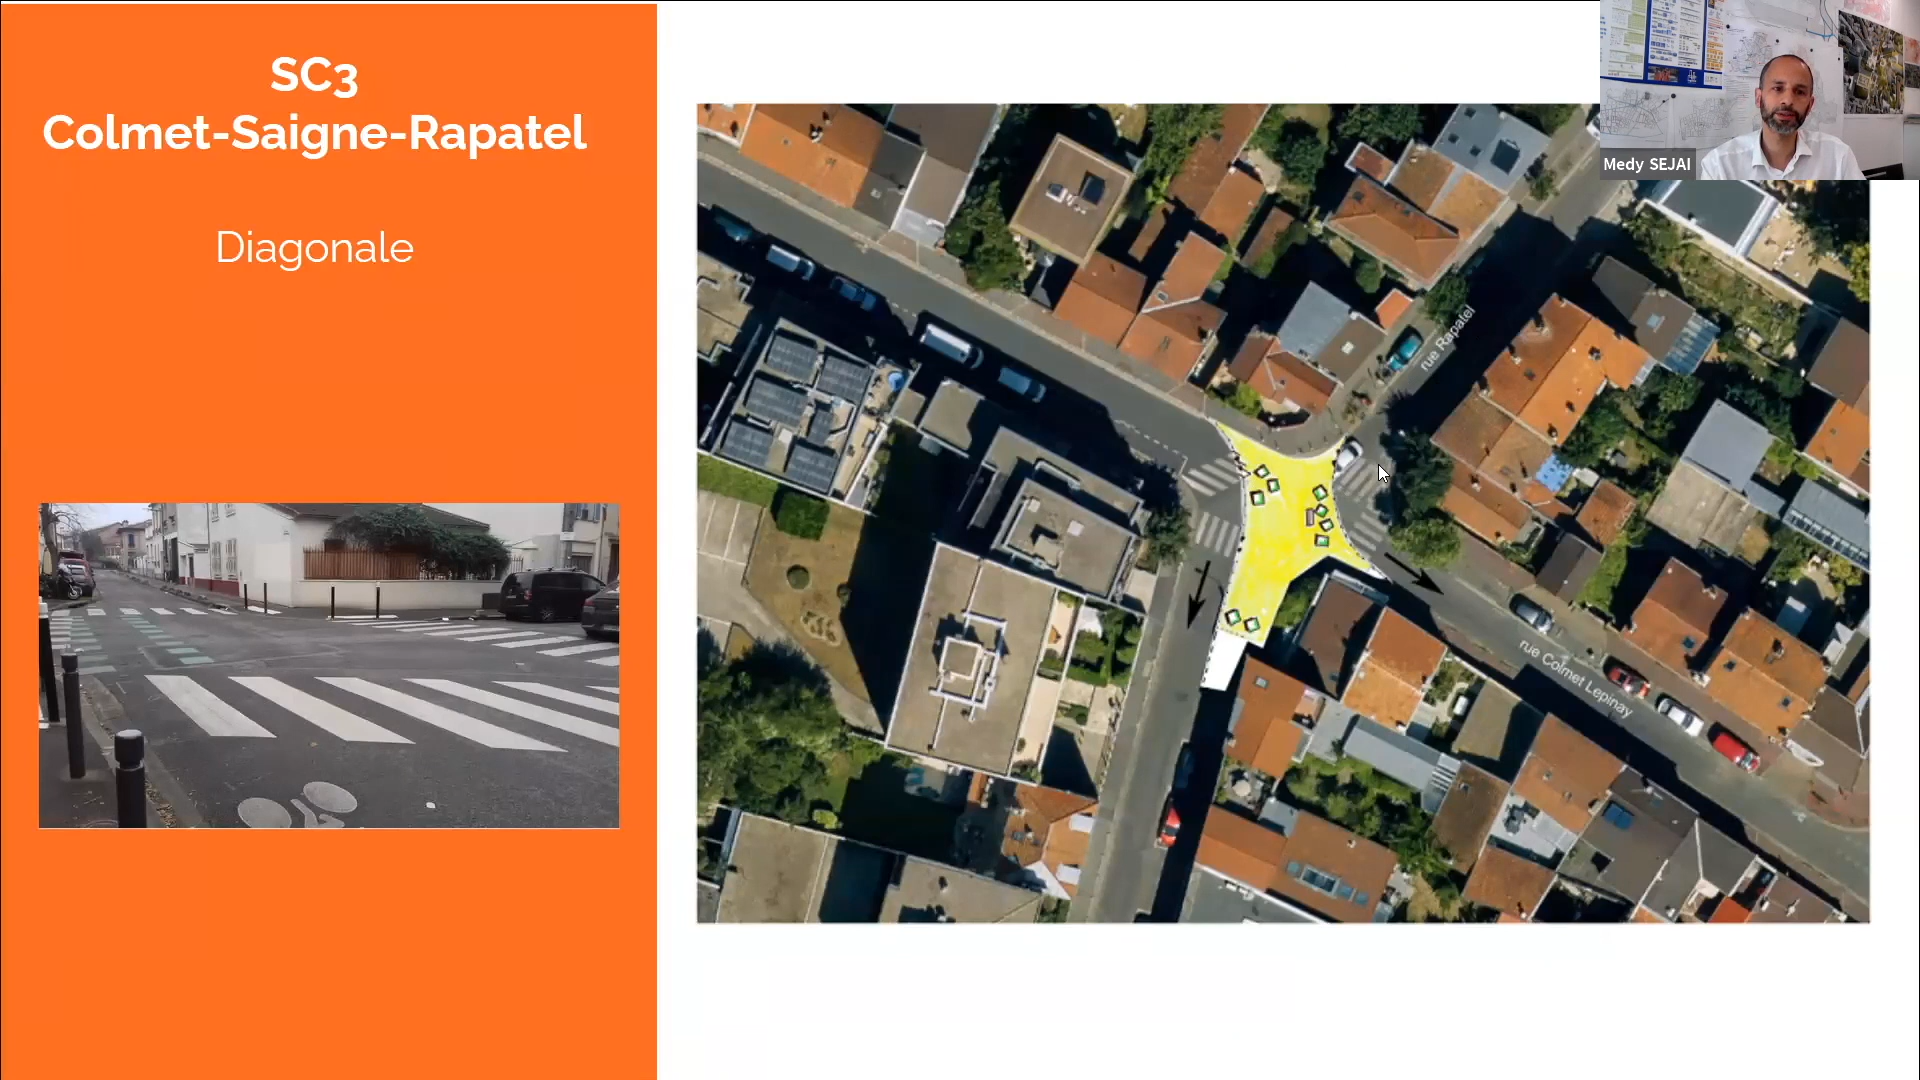 SC3
Colmet-Saigne-Rapatel
Diagonale
Medy SEJAI
rue Rapatel
rue Colmet Lepinay